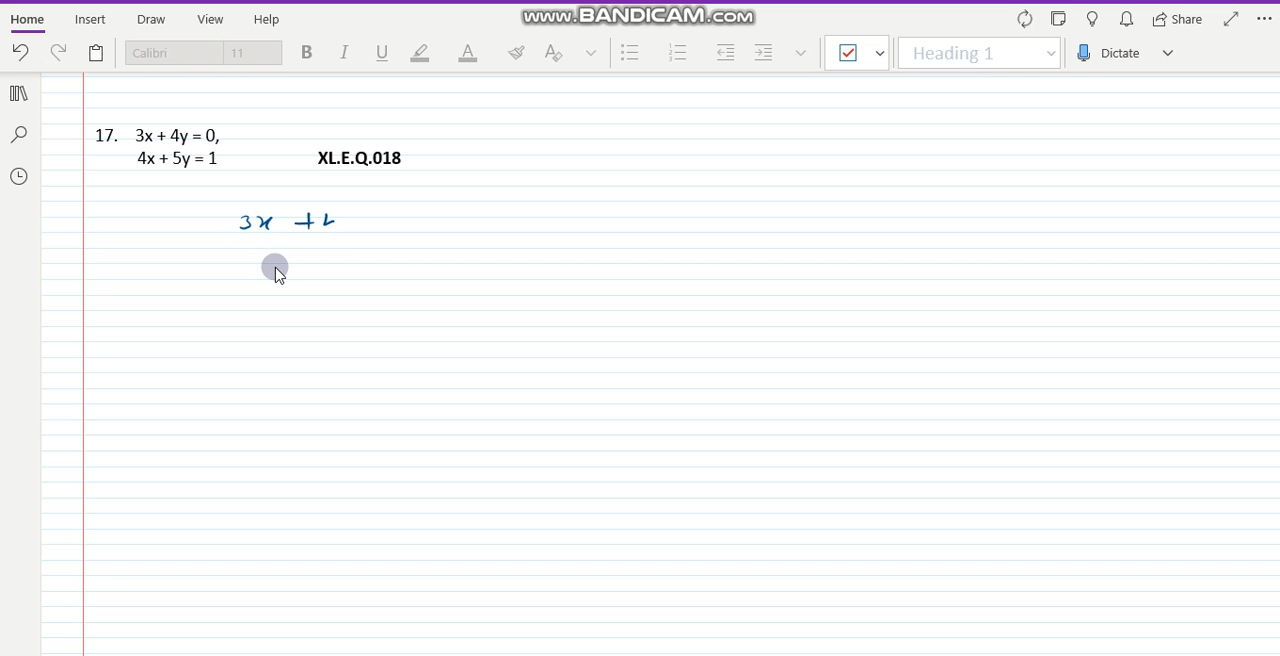 Home Insert Draw View Help WWW.BANDICAM.COM Share
Calibri 11 B I U A Heading 1 Dictate
17. 3x + 4y = 0,
4x + 5y = 1 XL.E.Q.018
3x +